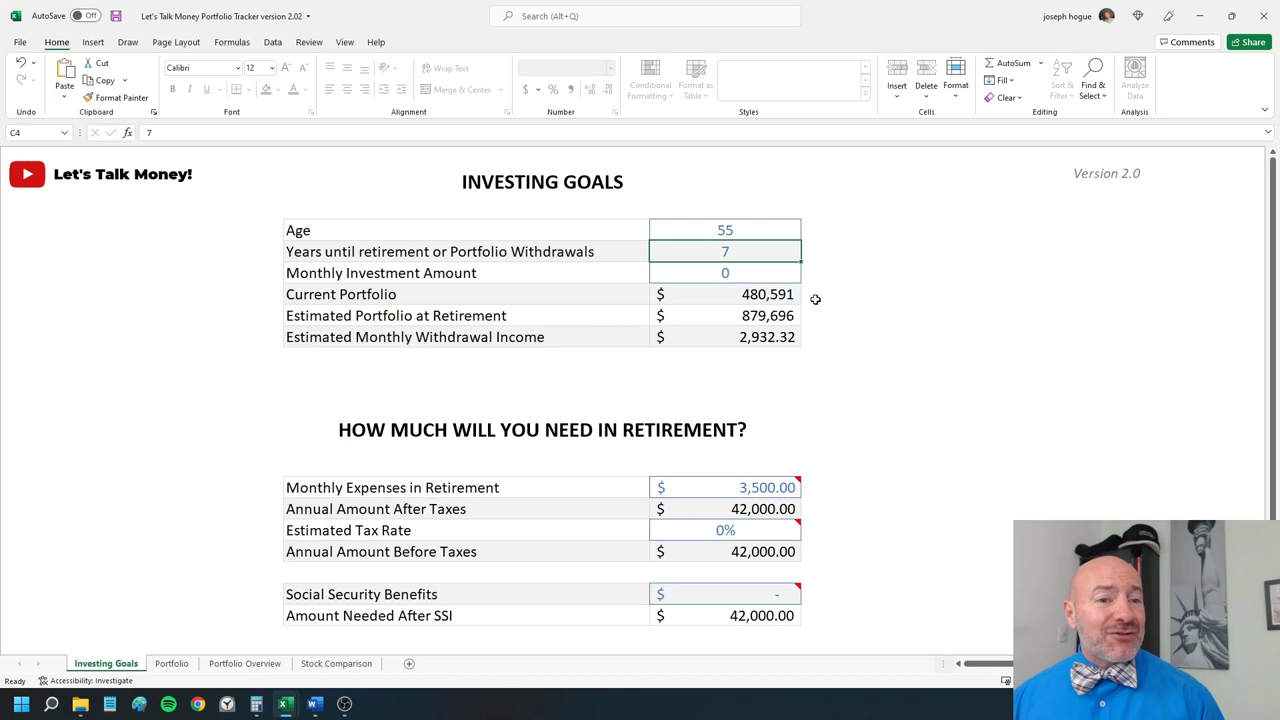 AutoSave Off Let's Talk Money Portfolio Tracker version 2.02 Search (Alt+Q) joseph hogue
File Home Insert Draw Page Layout Formulas Data Review View Help Comments Share
Undo
Paste
Cut
Copy
Format Painter
Clipboard
Calibri 12
B I U A
Font
Wrap Text
Merge & Center
Alignment
$ % ,
Number
Conditional
Formatting
Format as
Table
Styles
Insert Delete Format
Cells
AutoSum
Fill
Clear
Sort &
Filter
Find &
Select
Editing
Analyze
Data
Analysis
C4 fx 7
Let's Talk Money!
INVESTING GOALS
Version 2.0
Age 55
Years until retirement or Portfolio Withdrawals 7
Monthly Investment Amount 0
Current Portfolio $ 480,591
Estimated Portfolio at Retirement $ 879,696
Estimated Monthly Withdrawal Income $ 2,932.32
HOW MUCH WILL YOU NEED IN RETIREMENT?
Monthly Expenses in Retirement $ 3,500.00
Annual Amount After Taxes $ 42,000.00
Estimated Tax Rate 0%
Annual Amount Before Taxes $ 42,000.00
Social Security Benefits $ -
Amount Needed After SSI $ 42,000.00
Investing Goals Portfolio Portfolio Overview Stock Comparison
Ready Accessibility: Investigate